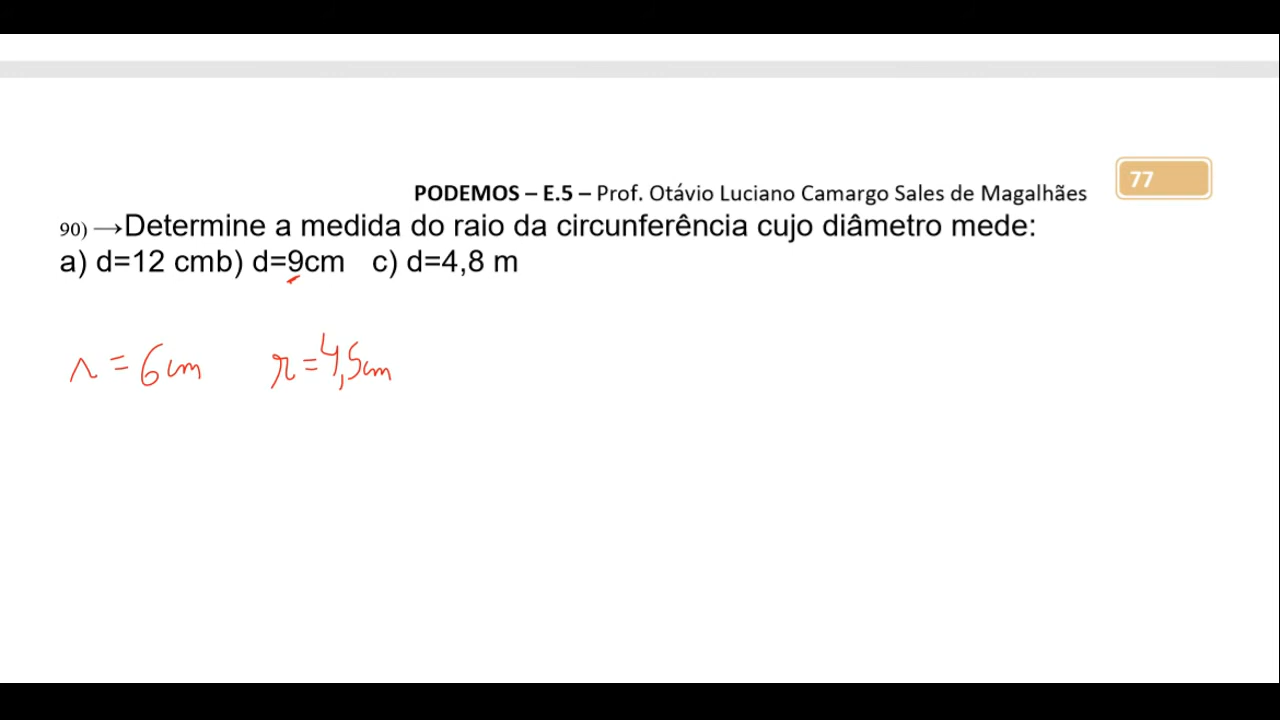 77
PODEMOS – E.5 – Prof. Otávio Luciano Camargo Sales de Magalhães
90) →Determine a medida do raio da circunferência cujo diâmetro mede:
a) d=12 cmb) d=9cm c) d=4,8 m
r = 6cm r=4,5cm